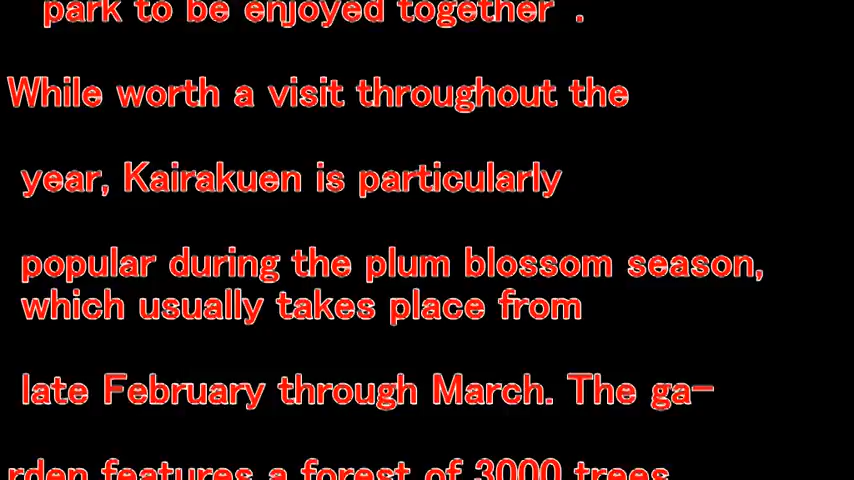 park to be enjoyed together".
While worth a visit throughout the
year, Kairakuen is particularly
popular during the plum blossom season,
which usually takes place from
late February through March. The ga-
rden features a forest of 3000 trees